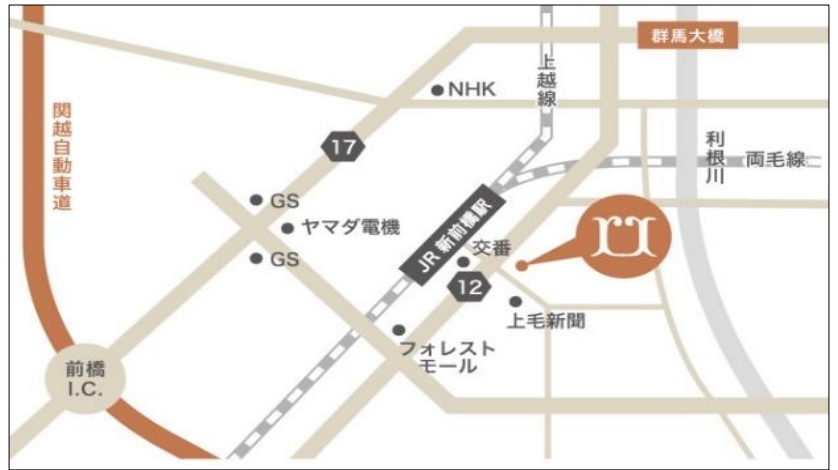 群馬大橋
上越線
NHK
関越自動車道
17
利根川
両毛線
GS
ヤマダ電機
GS
JR 新前橋駅
交番
12
上毛新聞
フォレスト
モール
前橋
I.C.